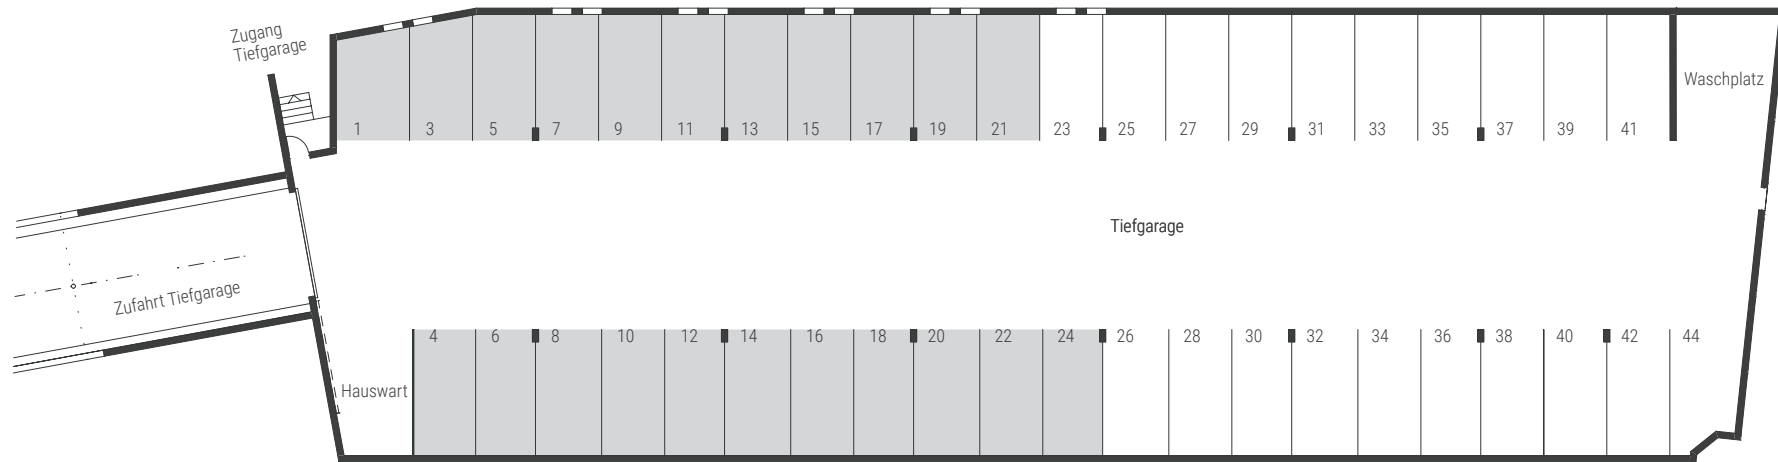 Zugang
Tiefgarage
Waschplatz
1 3 5 7 9 11 13 15 17 19 21 23 25 27 29 31 33 35 37 39 41
Tiefgarage
Zufahrt Tiefgarage
4 6 8 10 12 14 16 18 20 22 24 26 28 30 32 34 36 38 40 42 44
Hauswart